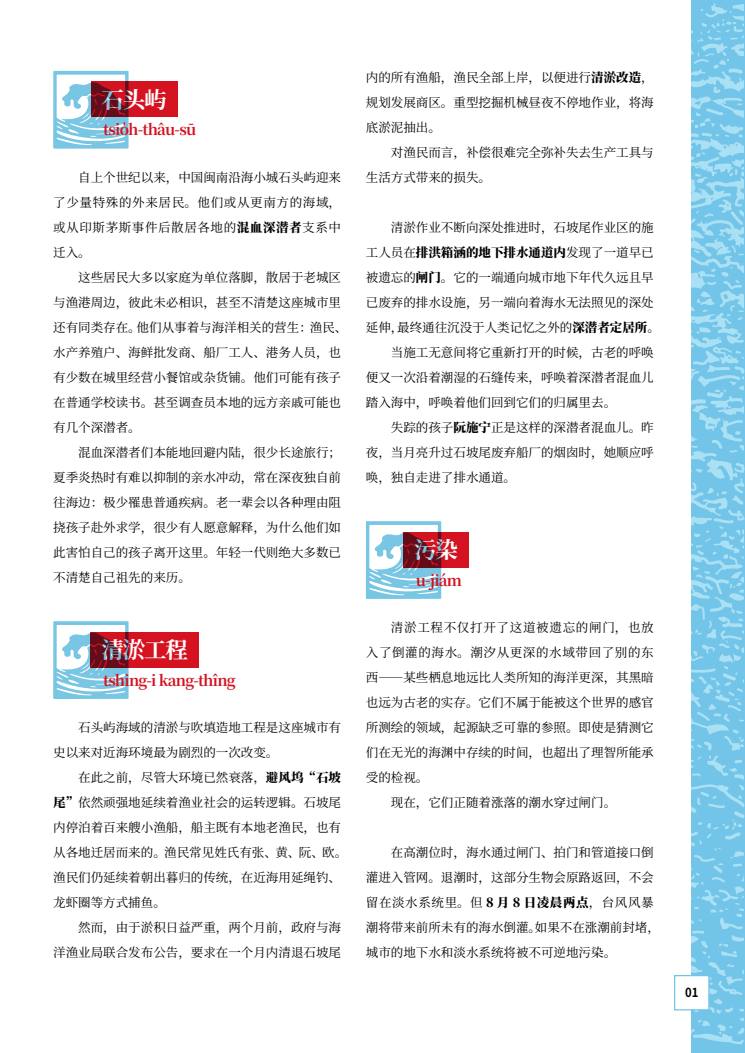 石头屿
tsio̍h-thâu-sū
自上个世纪以来，中国闽南沿海小城石头屿迎来
了少量特殊的外来居民。他们或从更南方的海域，
或从印斯茅斯事件后散居各地的混血深潜者支系中
迁入。
这些居民大多以家庭为单位落脚，散居于老城区
与渔港周边，彼此未必相识，甚至不清楚这座城市里
还有同类存在。他们从事着与海洋相关的营生：渔民、
水产养殖户、海鲜批发商、船厂工人、港务人员，也
有少数在城里经营小餐馆或杂货铺。他们可能有孩子
在普通学校读书。甚至调查员本地的远方亲戚可能也
有几个深潜者。
混血深潜者们本能地回避内陆，很少长途旅行；
夏季炎热时有难以抑制的亲水冲动，常在深夜独自前
往海边：极少罹患普通疾病。老一辈会以各种理由阻
挠孩子赴外求学，很少有人愿意解释，为什么他们如
此害怕自己的孩子离开这里。年轻一代则绝大多数已
不清楚自己祖先的来历。
清淤工程
tshing-i kang-thîng
石头屿海域的清淤与吹填造地工程是这座城市有
史以来对近海环境最为剧烈的一次改变。
在此之前，尽管大环境已然衰落，避风坞“石坡
尾”依然顽强地延续着渔业社会的运转逻辑。石坡尾
内停泊着百来艘小渔船，船主既有本地老渔民，也有
从各地迁居而来的。渔民常见姓氏有张、黄、阮、欧。
渔民们仍延续着朝出暮归的传统，在近海用延绳钓、
龙虾圈等方式捕鱼。
然而，由于淤积日益严重，两个月前，政府与海
洋渔业局联合发布公告，要求在一个月内清退石坡尾
内的所有渔船，渔民全部上岸，以便进行清淤改造，
规划发展商区。重型挖掘机械昼夜不停地作业，将海
底淤泥抽出。
对渔民而言，补偿很难完全弥补失去生产工具与
生活方式带来的损失。
清淤作业不断向深处推进时，石坡尾作业区的施
工人员在排洪箱涵的地下排水通道内发现了一道早已
被遗忘的闸门。它的一端通向城市地下年代久远且早
已废弃的排水设施，另一端向着海水无法照见的深处
延伸，最终通往沉没于人类记忆之外的深潜者定居所。
当施工无意间将它重新打开的时候，古老的呼唤
便又一次沿着潮湿的石缝传来，呼唤着深潜者混血儿
踏入海中，呼唤着他们回到它们的归属里去。
失踪的孩子阮施宁正是这样的深潜者混血儿。昨
夜，当月亮升过石坡尾废弃船厂的烟囱时，她顺应呼
唤，独自走进了排水通道。
污染
u-jiám
清淤工程不仅打开了这道被遗忘的闸门，也放
入了倒灌的海水。潮汐从更深的水域带回了别的东
西——某些栖息地远比人类所知的海洋更深，其黑暗
也远为古老的实存。它们不属于能被这个世界的感官
所测绘的领域，起源缺乏可靠的参照。即使是猜测它
们在无光的海渊中存续的时间，也超出了理智所能承
受的检视。
现在，它们正随着涨落的潮水穿过闸门。
在高潮位时，海水通过闸门、拍门和管道接口倒
灌进入管网。退潮时，这部分生物会原路返回，不会
留在淡水系统里。但 8 月 8 日凌晨两点，台风风暴
潮将带来前所未有的海水倒灌。如果不在涨潮前封堵，
城市的地下水和淡水系统将被不可逆地污染。
01